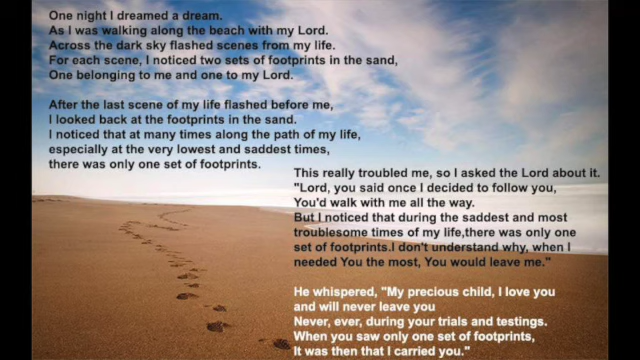 One night I dreamed a dream.
As I was walking along the beach with my Lord.
Across the dark sky flashed scenes from my life.
For each scene, I noticed two sets of footprints in the sand,
One belonging to me and one to my Lord.
After the last scene of my life flashed before me,
I looked back at the footprints in the sand.
I noticed that at many times along the path of my life,
especially at the very lowest and saddest times,
there was only one set of footprints.
This really troubled me, so I asked the Lord about it.
"Lord, you said once I decided to follow you,
You'd walk with me all the way.
But I noticed that during the saddest and most
troublesome times of my life,there was only one
set of footprints.I don't understand why, when I
needed You the most, You would leave me."
He whispered, "My precious child, I love you
and will never leave you
Never, ever, during your trials and testings.
When you saw only one set of footprints,
It was then that I carried you."